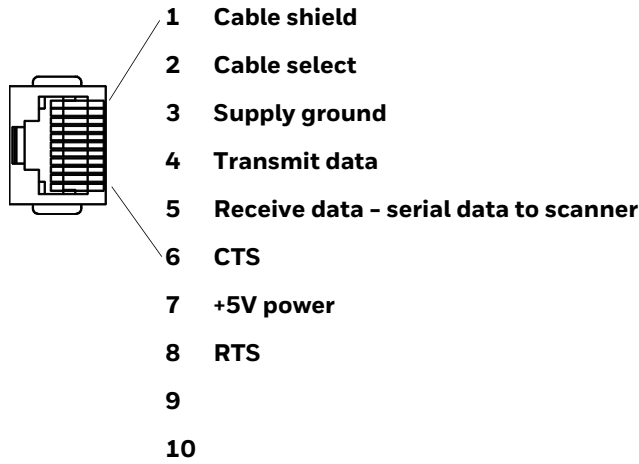 1 Cable shield
2 Cable select
3 Supply ground
4 Transmit data
5 Receive data – serial data to scanner
6 CTS
7 +5V power
8 RTS
9
10